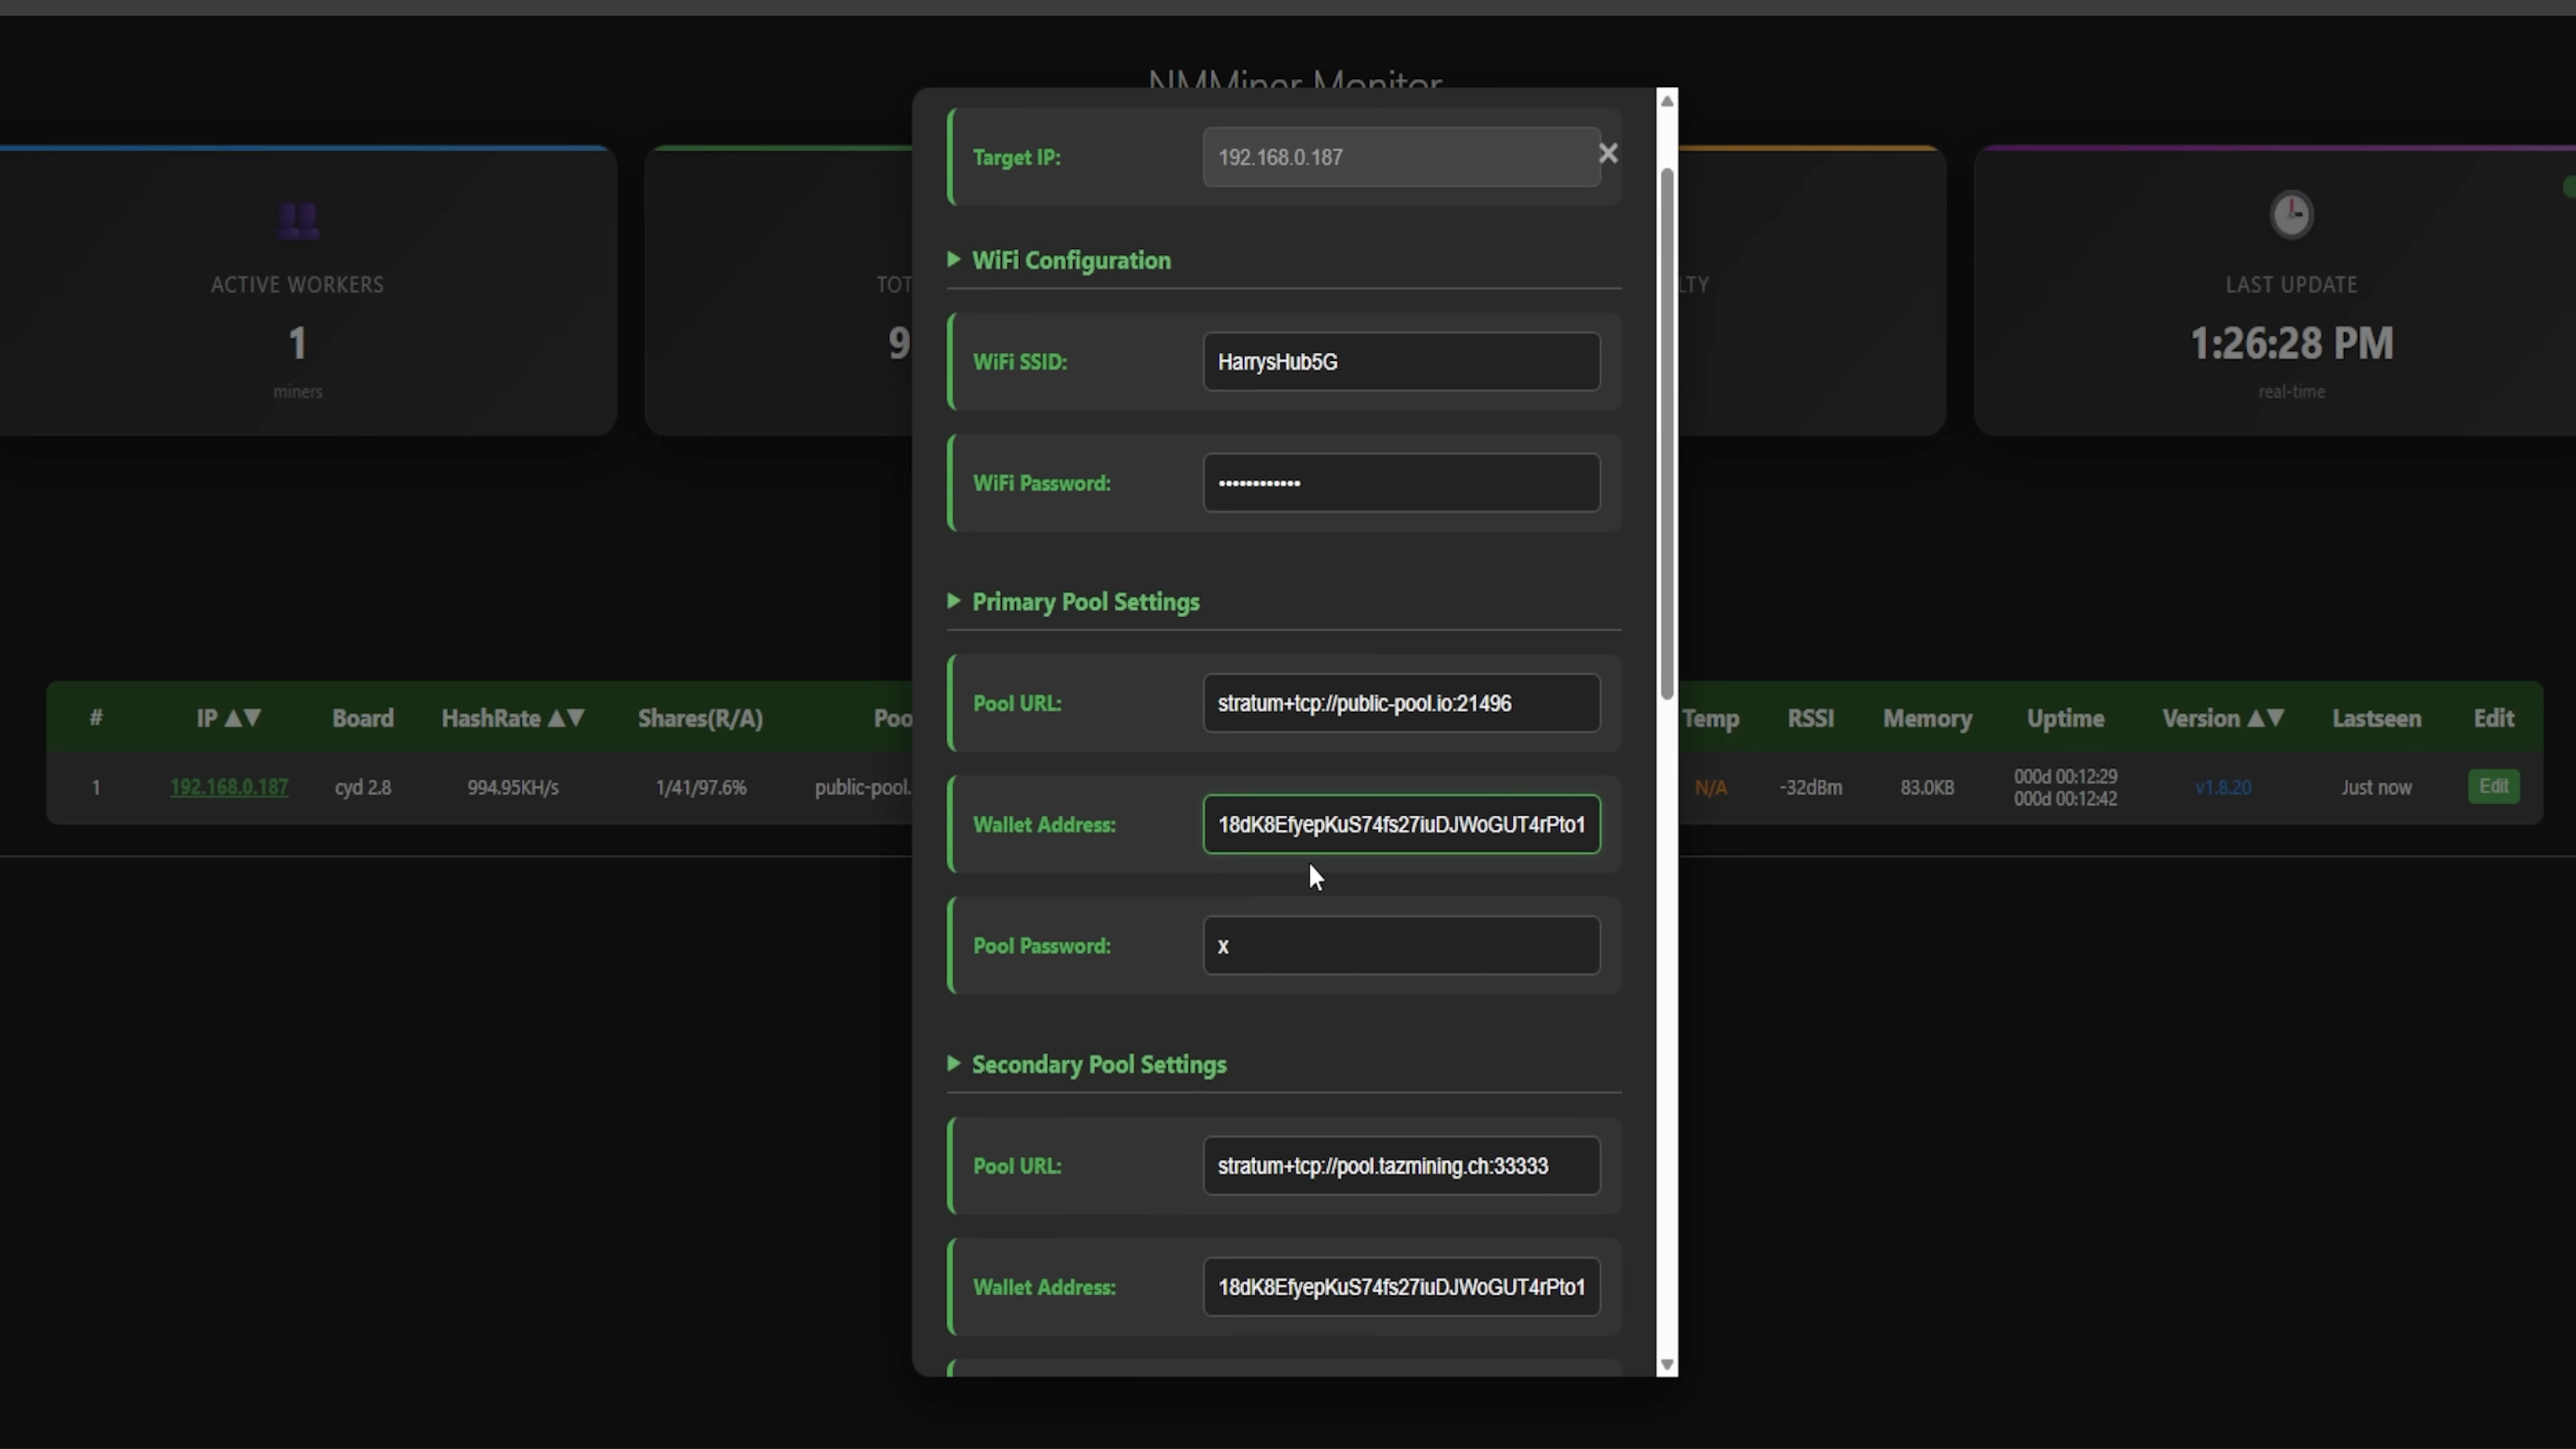 NMMiner Monitor
Target IP: 192.168.0.187 ×
ACTIVE WORKERS
1
miners
TOT
9
LTY
LAST UPDATE
1:26:28 PM
real-time
WiFi Configuration
WiFi SSID: HarrysHub5G
WiFi Password: ••••••••••••
Primary Pool Settings
Pool URL: stratum+tcp://public-pool.io:21496
Wallet Address: 18dK8EfyepKuS74fs27iuDJWoGUT4rPto1
Pool Password: x
Secondary Pool Settings
Pool URL: stratum+tcp://pool.tazmining.ch:33333
Wallet Address: 18dK8EfyepKuS74fs27iuDJWoGUT4rPto1
# IP ▲▼ Board HashRate ▲▼ Shares(R/A) Poo Temp RSSI Memory Uptime Version ▲▼ Lastseen Edit
1 192.168.0.187 cyd 2.8 994.95KH/s 1/41/97.6% public-pool. N/A -32dBm 83.0KB 000d 00:12:29 v1.8.20 Just now Edit
000d 00:12:42